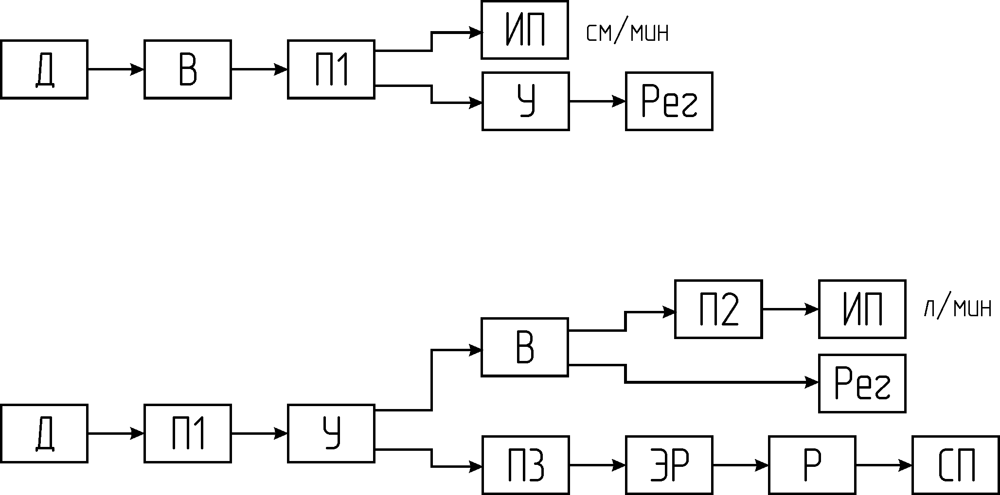 ИП см/мин
Д В П1
У Рег
П2 ИП л/мин
В
Рег
Д П1 У
П3 ЭР Р СП